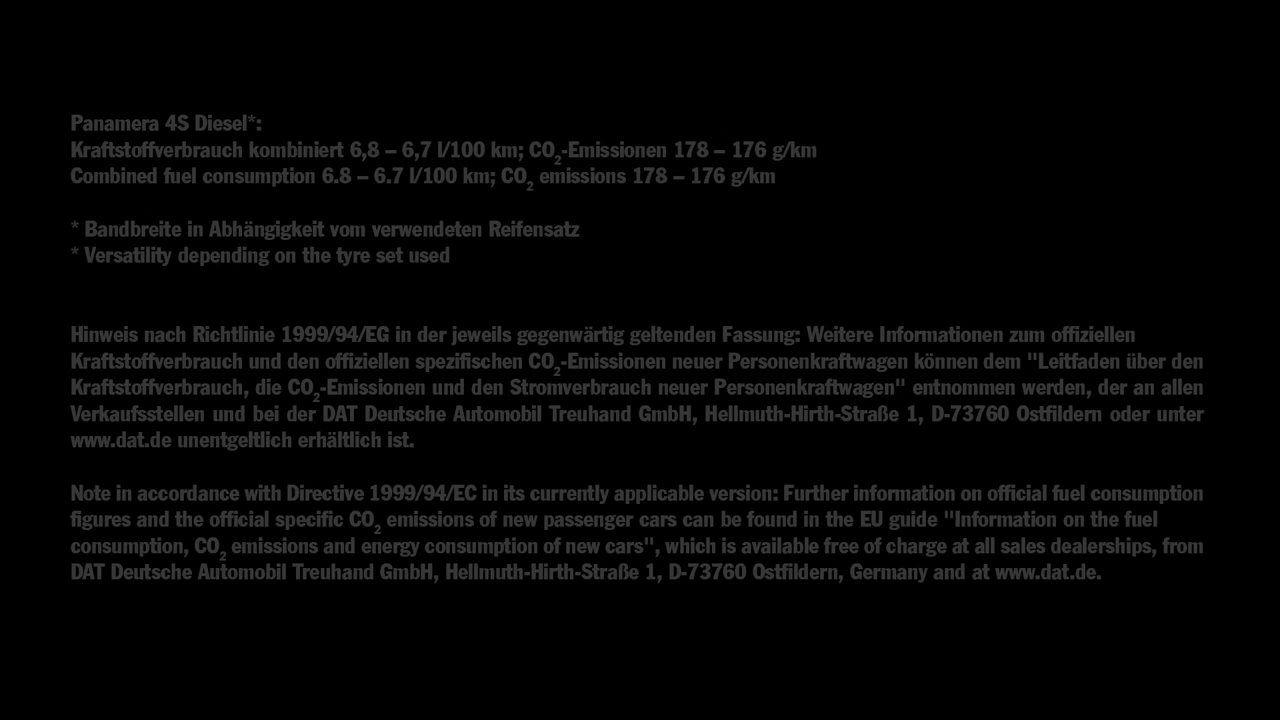 Panamera 4S Diesel*:
Kraftstoffverbrauch kombiniert 6,8 – 6,7 l/100 km; CO₂-Emissionen 178 – 176 g/km
Combined fuel consumption 6.8 – 6.7 l/100 km; CO₂ emissions 178 – 176 g/km
* Bandbreite in Abhängigkeit vom verwendeten Reifensatz
* Versatility depending on the tyre set used
Hinweis nach Richtlinie 1999/94/EG in der jeweils gegenwärtig geltenden Fassung: Weitere Informationen zum offiziellen
Kraftstoffverbrauch und den offiziellen spezifischen CO₂-Emissionen neuer Personenkraftwagen können dem "Leitfaden über den
Kraftstoffverbrauch, die CO₂-Emissionen und den Stromverbrauch neuer Personenkraftwagen" entnommen werden, der an allen
Verkaufsstellen und bei der DAT Deutsche Automobil Treuhand GmbH, Hellmuth-Hirth-Straße 1, D-73760 Ostfildern oder unter
www.dat.de unentgeltlich erhältlich ist.
Note in accordance with Directive 1999/94/EC in its currently applicable version: Further information on official fuel consumption
figures and the official specific CO₂ emissions of new passenger cars can be found in the EU guide "Information on the fuel
consumption, CO₂ emissions and energy consumption of new cars", which is available free of charge at all sales dealerships, from
DAT Deutsche Automobil Treuhand GmbH, Hellmuth-Hirth-Straße 1, D-73760 Ostfildern, Germany and at www.dat.de.